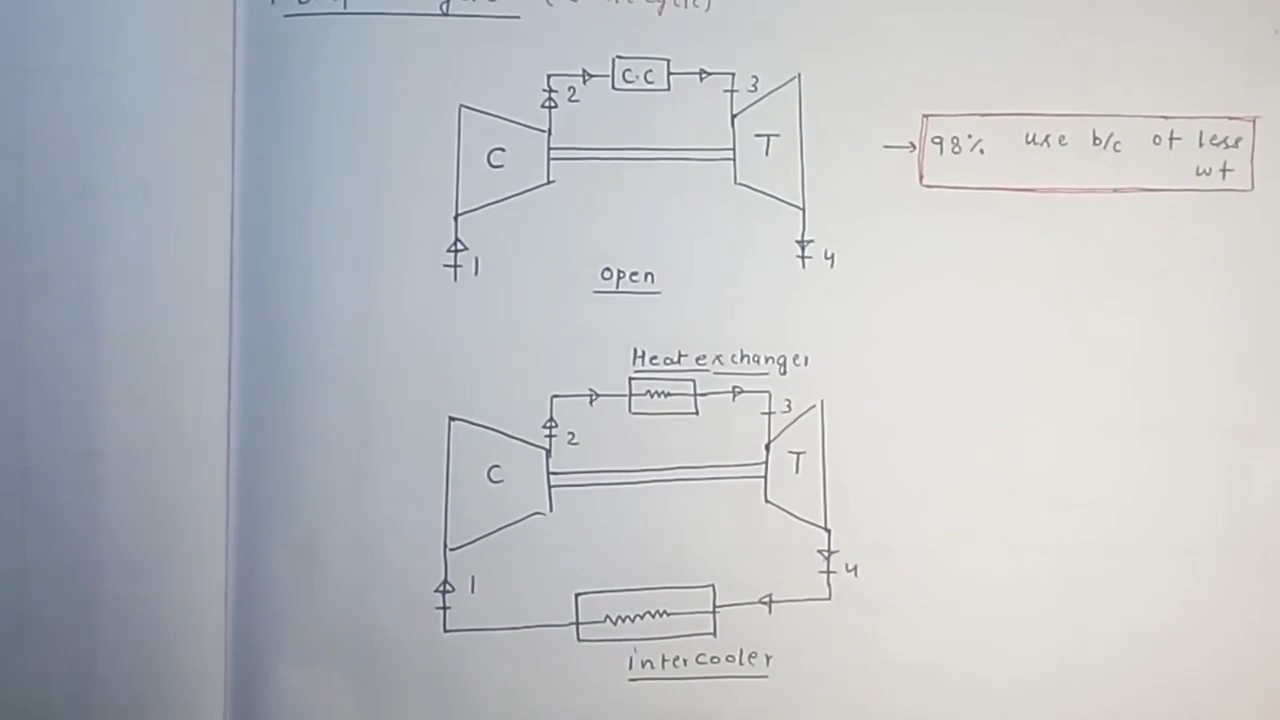 C.C
2
3
C
T
→ 98% use b/c of less
wt
1
4
Open
Heat exchanger
3
2
C
T
4
1
intercooler